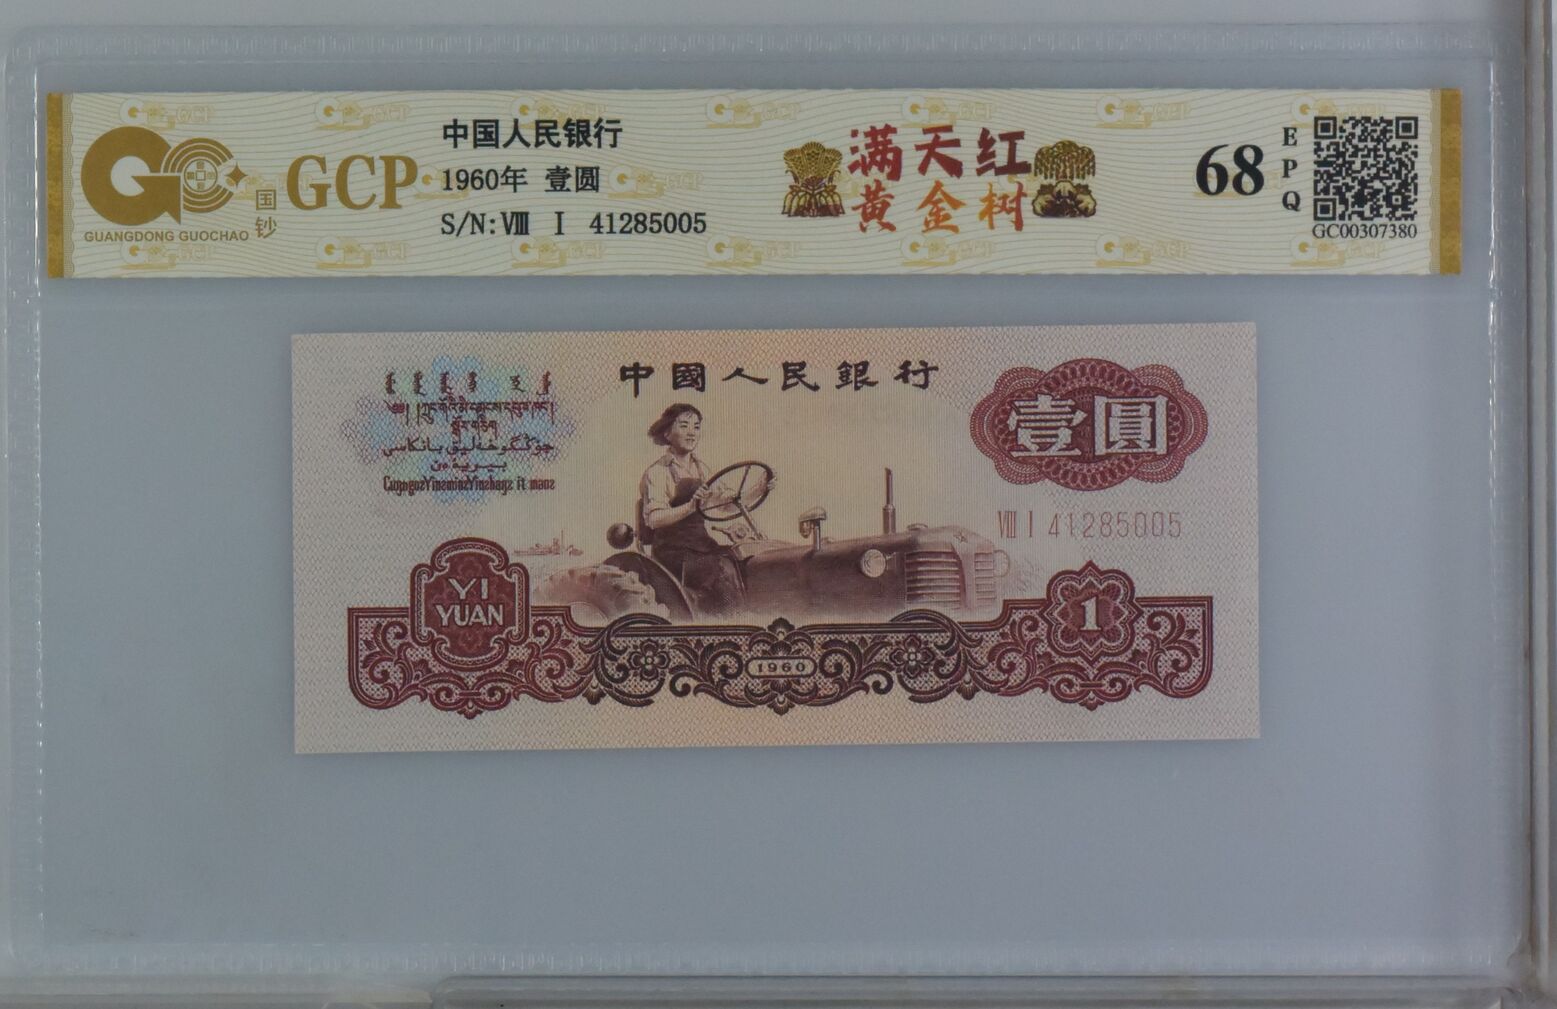 GUANGDONG GUOCHAO
国钞
GCP
中国人民银行
1960年 壹圆
S/N: Ⅷ Ⅰ 41285005
满天红
黄金树
68
EPQ
GC00307380
中國人民銀行
壹圓
Ⅷ Ⅰ 41285005
YI
YUAN
1960
1